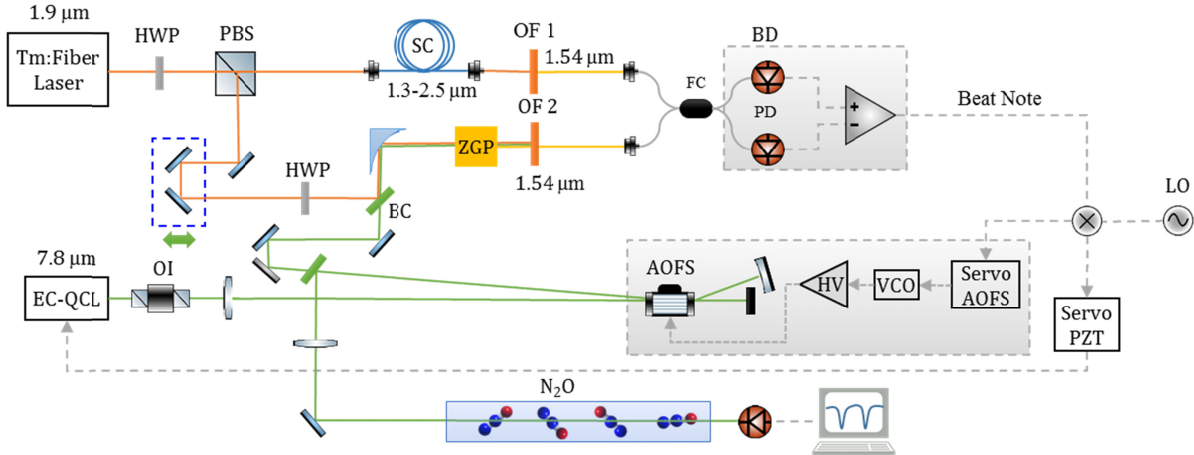 1.9 µm
Tm:Fiber
Laser
HWP
PBS
SC
1.3-2.5 µm
OF 1
1.54 µm
OF 2
FC
BD
PD
+
−
Beat Note
LO
ZGP
1.54 µm
HWP
BC
7.8 µm
EC-QCL
OI
AOFS
HV
VCO
Servo
AOFS
Servo
PZT
N₂O